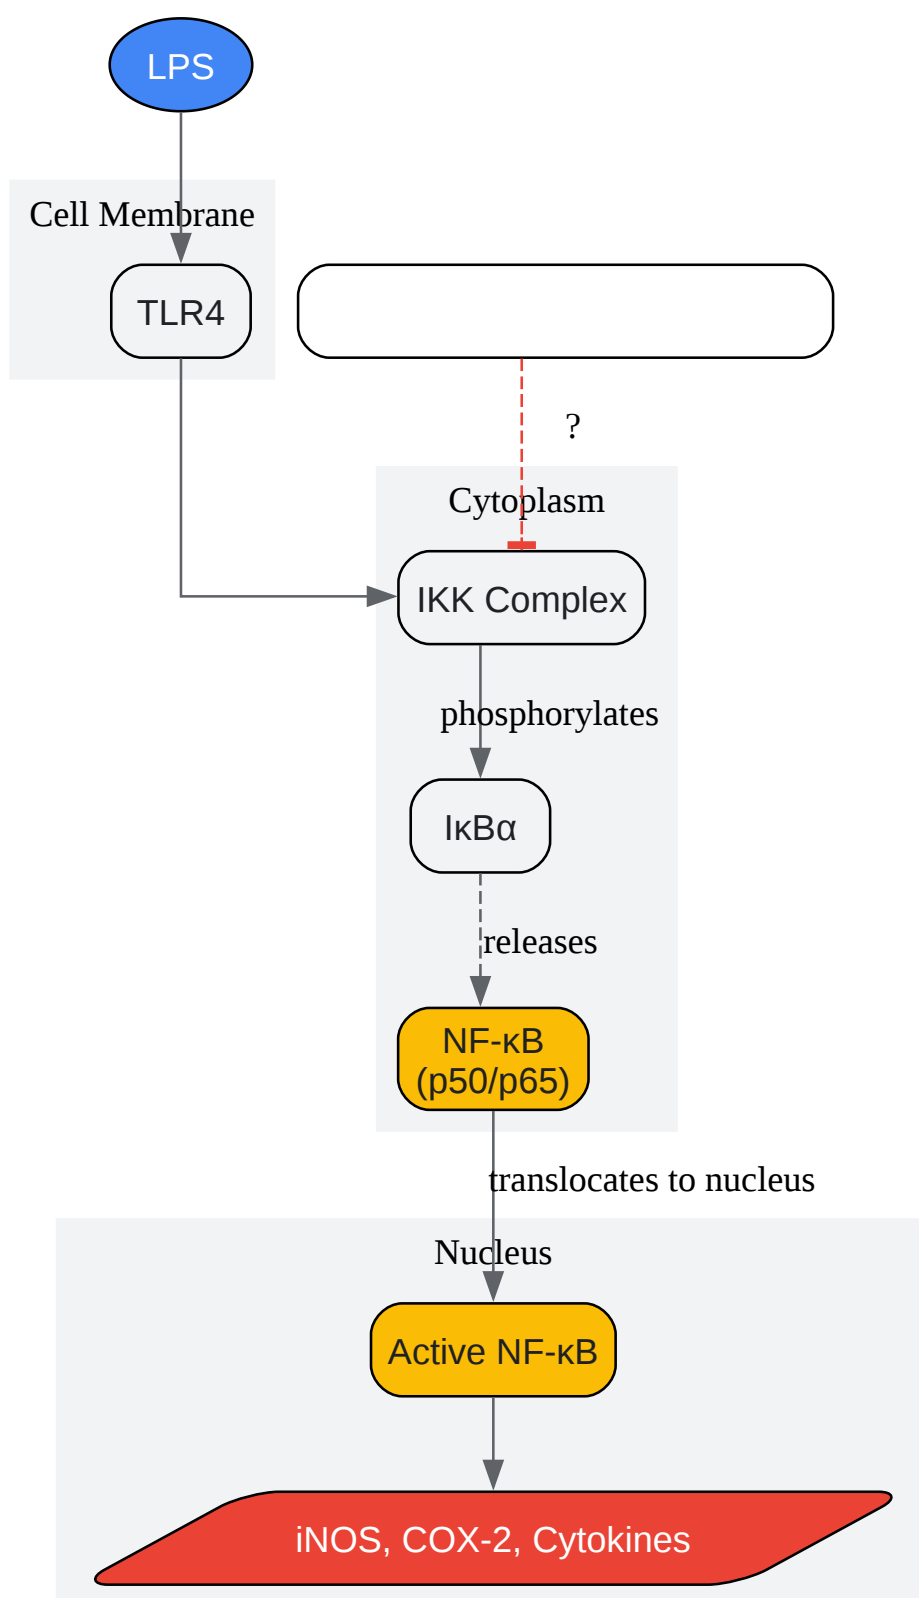 LPS
Cell Membrane
TLR4
?
Cytoplasm
IKK Complex
phosphorylates
IκBα
releases
NF-κB
(p50/p65)
translocates to nucleus
Nucleus
Active NF-κB
iNOS, COX-2, Cytokines